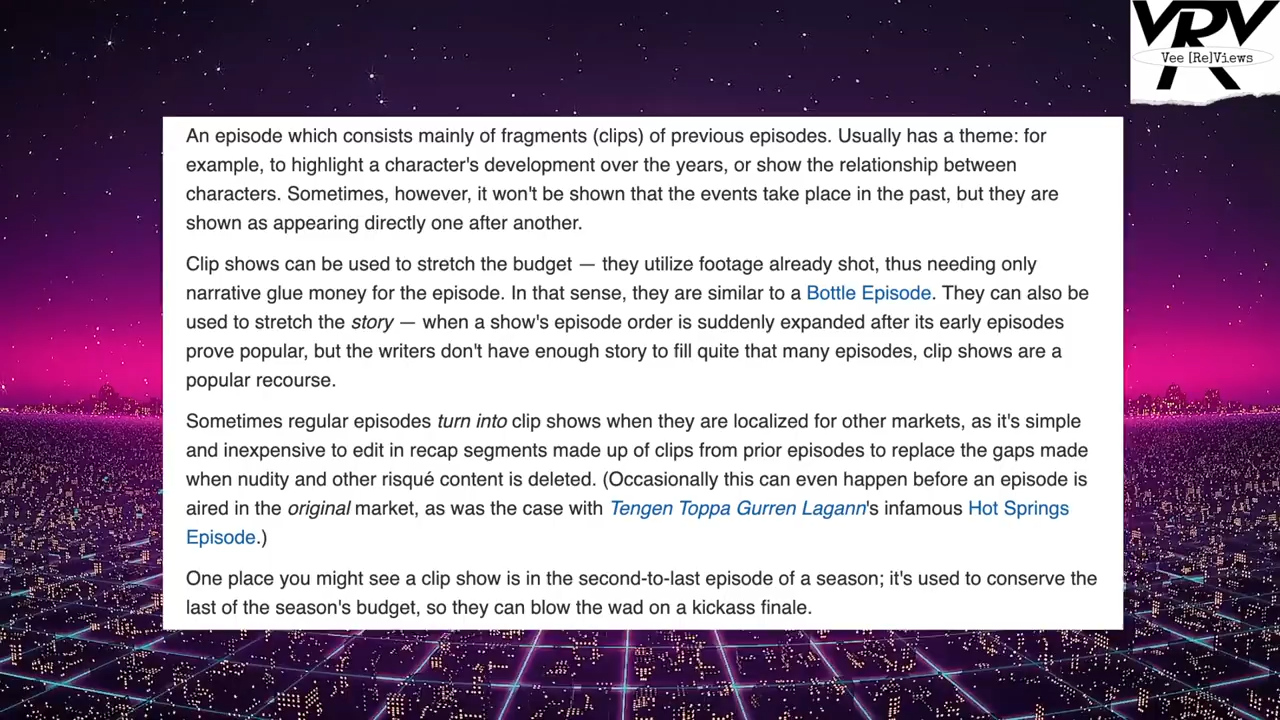 VRV
Vee [Re]Views
An episode which consists mainly of fragments (clips) of previous episodes. Usually has a theme: for
example, to highlight a character's development over the years, or show the relationship between
characters. Sometimes, however, it won't be shown that the events take place in the past, but they are
shown as appearing directly one after another.
Clip shows can be used to stretch the budget — they utilize footage already shot, thus needing only
narrative glue money for the episode. In that sense, they are similar to a Bottle Episode. They can also be
used to stretch the story — when a show's episode order is suddenly expanded after its early episodes
prove popular, but the writers don't have enough story to fill quite that many episodes, clip shows are a
popular recourse.
Sometimes regular episodes turn into clip shows when they are localized for other markets, as it's simple
and inexpensive to edit in recap segments made up of clips from prior episodes to replace the gaps made
when nudity and other risqué content is deleted. (Occasionally this can even happen before an episode is
aired in the original market, as was the case with Tengen Toppa Gurren Lagann's infamous Hot Springs
Episode.)
One place you might see a clip show is in the second-to-last episode of a season; it's used to conserve the
last of the season's budget, so they can blow the wad on a kickass finale.